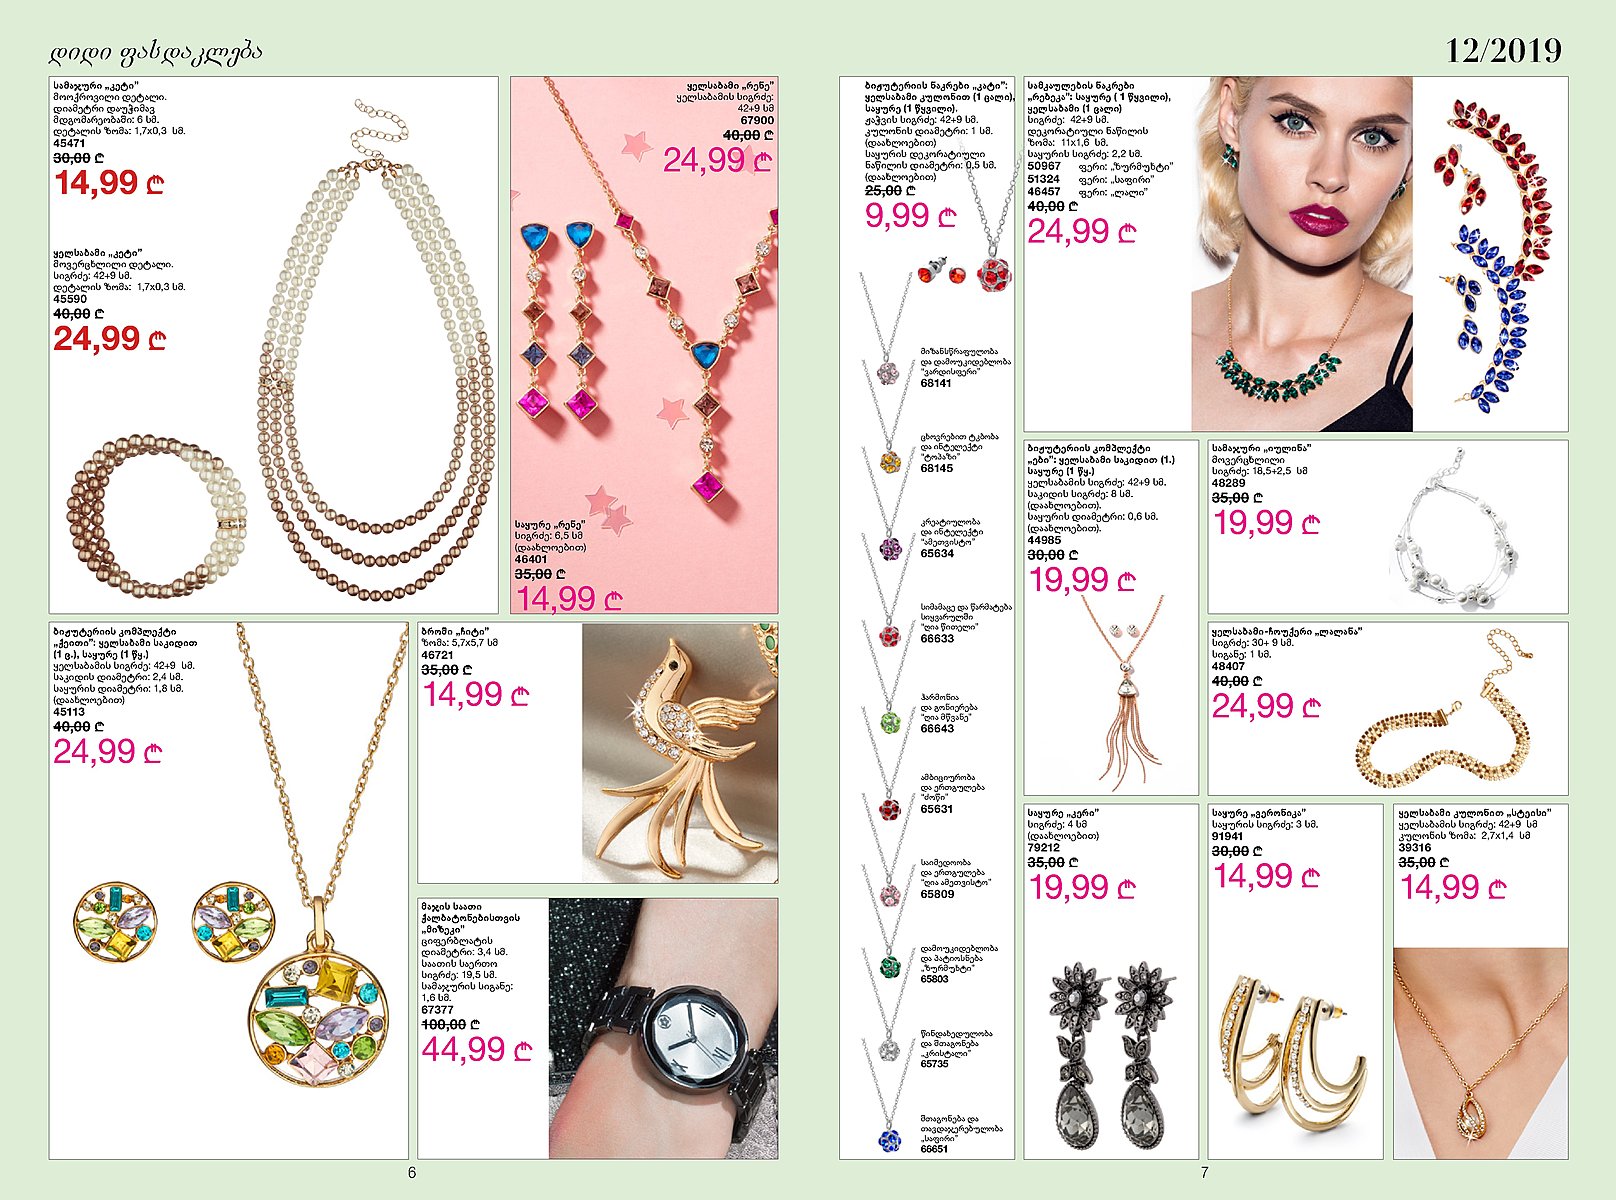 დიდი ფასდაკლება
12/2019
სამაჯური „კეტი”
მოოქროვილი დეტალი.
დიამეტრი დაუჭიმავ
მდგომარეობაში: 6 სმ.
დეტალის ზომა: 1,7x0,3 სმ.
45471
30,00 ₾
14,99 ₾
ყელსაბამი „კეტი”
მოვერცხლილი დეტალი.
სიგრძე: 42+9 სმ.
დეტალის ზომა: 1,7x0,3 სმ.
45590
40,00 ₾
24,99 ₾
ყელსაბამი „რენე”
ყელსაბამის სიგრძე:
42+9 სმ
67900
40,00 ₾
24,99 ₾
საყურე „რენე”
სიგრძე: 6,5 სმ
(დაახლოებით)
46401
35,00 ₾
14,99 ₾
ბიჟუტერიის კომპლექტი
„ქეითი”: ყელსაბამი საკიდით
(1 ც.), საყურე (1 წყ.)
ყელსაბამის სიგრძე: 42+9 სმ.
საკიდის დიამეტრი: 2,4 სმ.
საყურის დიამეტრი: 1,8 სმ.
(დაახლოებით)
45113
40,00 ₾
24,99 ₾
ბროში „ჩიტი”
ზომა: 5,7x5,7 სმ
46721
35,00 ₾
14,99 ₾
მაჯის საათი
ქალბატონებისთვის
„მიზეკი”
ციფერბლატის
დიამეტრი: 3,4 სმ.
საათის საერთო
სიგრძე: 19,5 სმ.
სამაჯურის სიგანე:
1,6 სმ.
67377
100,00 ₾
44,99 ₾
6
ბიჟუტერიის ნაკრები „კატი”:
ყელსაბამი კულონით (1 ცალი),
საყურე (1 წყვილი).
ჟაჭვის სიგრძე: 42+9 სმ.
კულონის დიამეტრი: 1 სმ.
(დაახლოებით)
საყურის დეკორატიული
ნაწილის დიამეტრი: 0,5 სმ.
(დაახლოებით)
25,00 ₾
9,99 ₾
მიზანსწრაფულობა
და დამოუკიდებლობა
“ვარდისფერი”
68141
ცხოვრებით ტკბობა
და ინტელექტი
“ტოპაზი”
68145
კრეატიულობა
და ინტელექტი
“ამეთვისტო”
65634
სიმამაცე და წარმატება
სიყვარულში
“ღია წითელი”
66633
ჰარმონია
და გონიერება
“ღია მწვანე”
66643
ამბიციურობა
და ერთგულება
“ძოწი”
65631
საიმედოობა
და ერთგულება
“ღია ამეთვისტო”
65809
დამოუკიდებლობა
და პატიოსნება
„ზურმუხტი”
65803
წინდახედულობა
და შთაგონება
„კრისტალი”
65735
შთაგონება და
თავდაჯერებულობა
„საფირი”
66651
სამკაულების ნაკრები
„რებეკა”: საყურე ( 1 წყვილი),
ყელსაბამი (1 ცალი)
სიგრძე: 42+9 სმ.
დეკორატიული ნაწილის
ზომა: 11x1,6 სმ.
საყურის სიგრძე: 2,2 სმ.
50967 ფერი: „ზურმუხტი”
51324 ფერი: „საფირი”
46457 ფერი: „ლალი”
40,00 ₾
24,99 ₾
ბიჟუტერიის კომპლექტი
„ები”: ყელსაბამი საკიდით (1.)
საყურე (1 წყ.)
ყელსაბამის სიგრძე: 42+9 სმ.
საკიდის სიგრძე: 8 სმ.
(დაახლოებით).
საყურის დიამეტრი: 0,6 სმ.
(დაახლოებით).
44985
30,00 ₾
19,99 ₾
სამაჯური „იულინა”
მოვერცხლილი
სიგრძე: 18,5+2,5 სმ
48289
35,00 ₾
19,99 ₾
ყელსაბამი-ჩოუქერი „ლალანა”
სიგრძე: 30+ 9 სმ.
სიგანე: 1 სმ.
48407
40,00 ₾
24,99 ₾
საყურე „კერი”
სიგრძე: 4 სმ
(დაახლოებით)
79212
35,00 ₾
19,99 ₾
საყურე „ვერონიკა”
საყურის სიგრძე: 3 სმ.
91941
30,00 ₾
14,99 ₾
ყელსაბამი კულონით „სტეისი”
ყელსაბამის სიგრძე: 42+9 სმ
კულონის ზომა: 2,7x1,4 სმ
39316
35,00 ₾
14,99 ₾
7